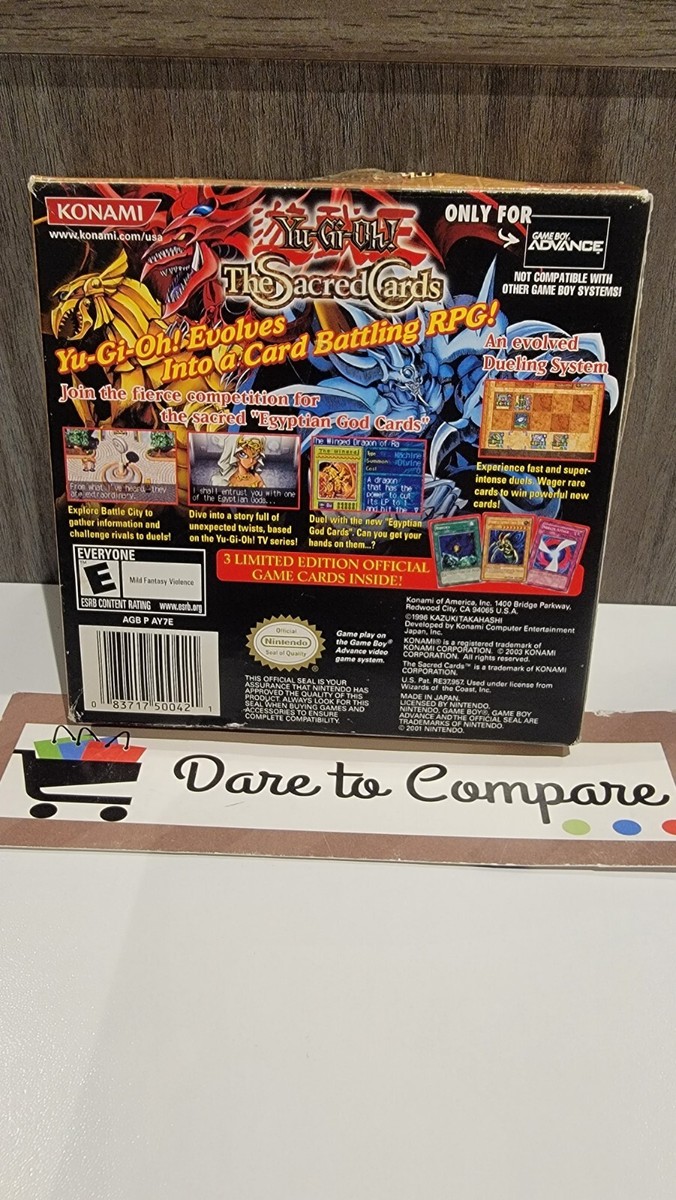 KONAMI
www.konami.com/usa
Yu-Gi-Oh!
The Sacred Cards
ONLY FOR
GAME BOY
ADVANCE
NOT COMPATIBLE WITH
OTHER GAME BOY SYSTEMS!
Yu-Gi-Oh! Evolves
Into a Card Battling RPG!
An evolved
Dueling System
Join the fierce competition for
the sacred "Egyptian God Cards"
From what I've heard, they
are extraordinary.
Explore Battle City to
gather information and
challenge rivals to duels!
I shall entrust you with one
of the Egyptian Gods...
Dive into a story full of
unexpected twists, based
on the Yu-Gi-Oh! TV series!
The Winged Dragon of Ra
Type
Machine
Summon
Divine
Cost
A dragon
that has the
power to cut
its LP to 1
Duel with the new "Egyptian
God Cards". Can you get your
hands on them...?
Experience fast and super-
intense duels. Wager rare
cards to win powerful new
cards!
3 LIMITED EDITION OFFICIAL
GAME CARDS INSIDE!
EVERYONE
E
Mild Fantasy Violence
ESRB CONTENT RATING www.esrb.org
AGB P AY7E
0 83717 50042 1
Official
Nintendo
Seal of Quality
Game play on
the Game Boy®
Advance video
game system.
THIS OFFICIAL SEAL IS YOUR
ASSURANCE THAT NINTENDO HAS
APPROVED THE QUALITY OF THIS
PRODUCT. ALWAYS LOOK FOR THIS
SEAL WHEN BUYING GAMES AND
ACCESSORIES TO ENSURE
COMPLETE COMPATIBILITY.
Konami of America, Inc. 1400 Bridge Parkway,
Redwood City, CA 94065 U.S.A.
©1996 KAZUKI TAKAHASHI
Developed by Konami Computer Entertainment
Japan, Inc.
KONAMI® is a registered trademark of
KONAMI CORPORATION. © 2003 KONAMI
CORPORATION. All rights reserved.
The Sacred Cards™ is a trademark of KONAMI
CORPORATION.
U.S. Pat. RE37,957. Used under license from
Wizards of the Coast, Inc.
MADE IN JAPAN.
LICENSED BY NINTENDO.
NINTENDO, GAME BOY®, GAME BOY
ADVANCE AND THE OFFICIAL SEAL ARE
TRADEMARKS OF NINTENDO.
© 2001 NINTENDO.
Dare to Compare